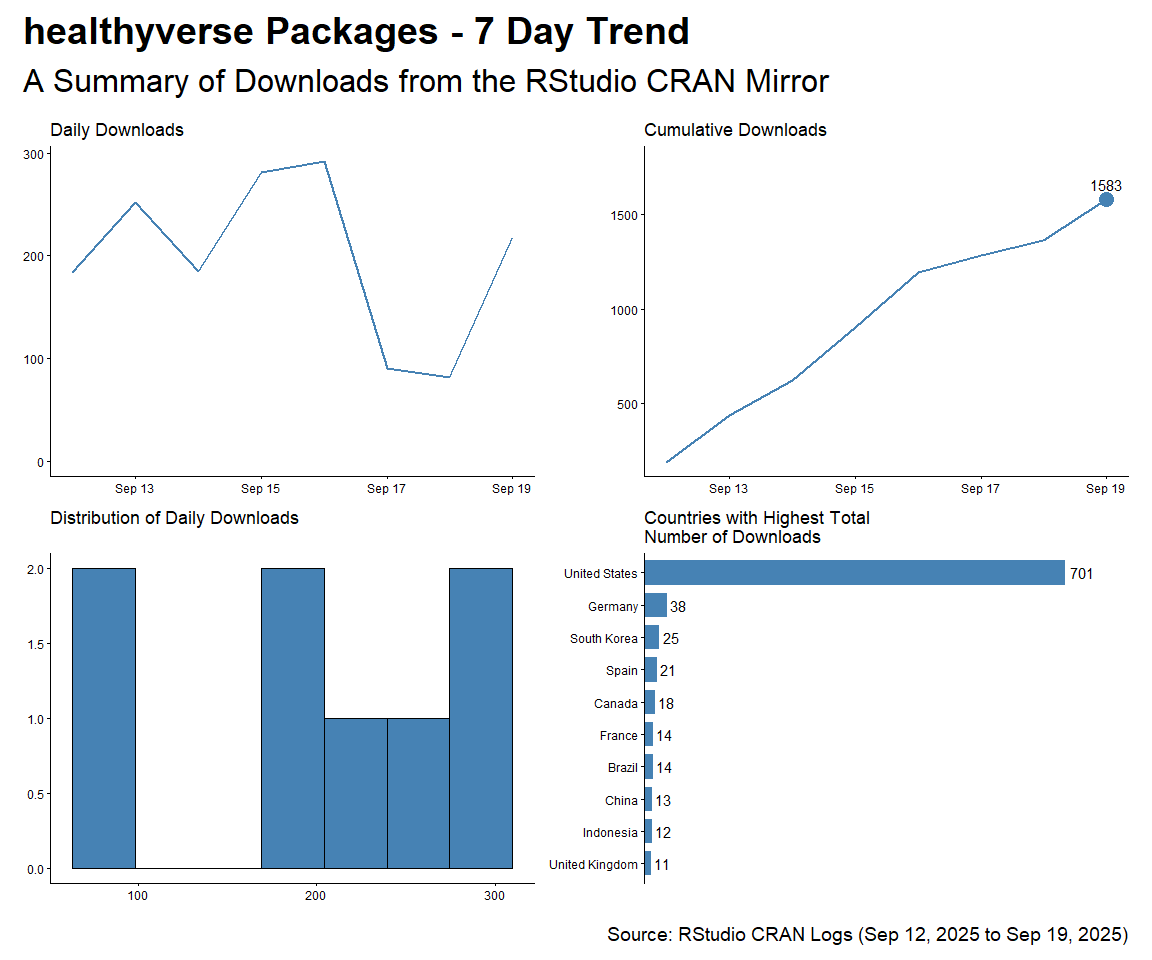 healthyverse Packages - 7 Day Trend
A Summary of Downloads from the RStudio CRAN Mirror
Daily Downloads
300
200
100
0
Sep 13 Sep 15 Sep 17 Sep 19
Cumulative Downloads
1583
1500
1000
500
Sep 13 Sep 15 Sep 17 Sep 19
Distribution of Daily Downloads
2.0
1.5
1.0
0.5
0.0
100 200 300
Countries with Highest Total
Number of Downloads
United States 701
Germany 38
South Korea 25
Spain 21
Canada 18
France 14
Brazil 14
China 13
Indonesia 12
United Kingdom 11
Source: RStudio CRAN Logs (Sep 12, 2025 to Sep 19, 2025)